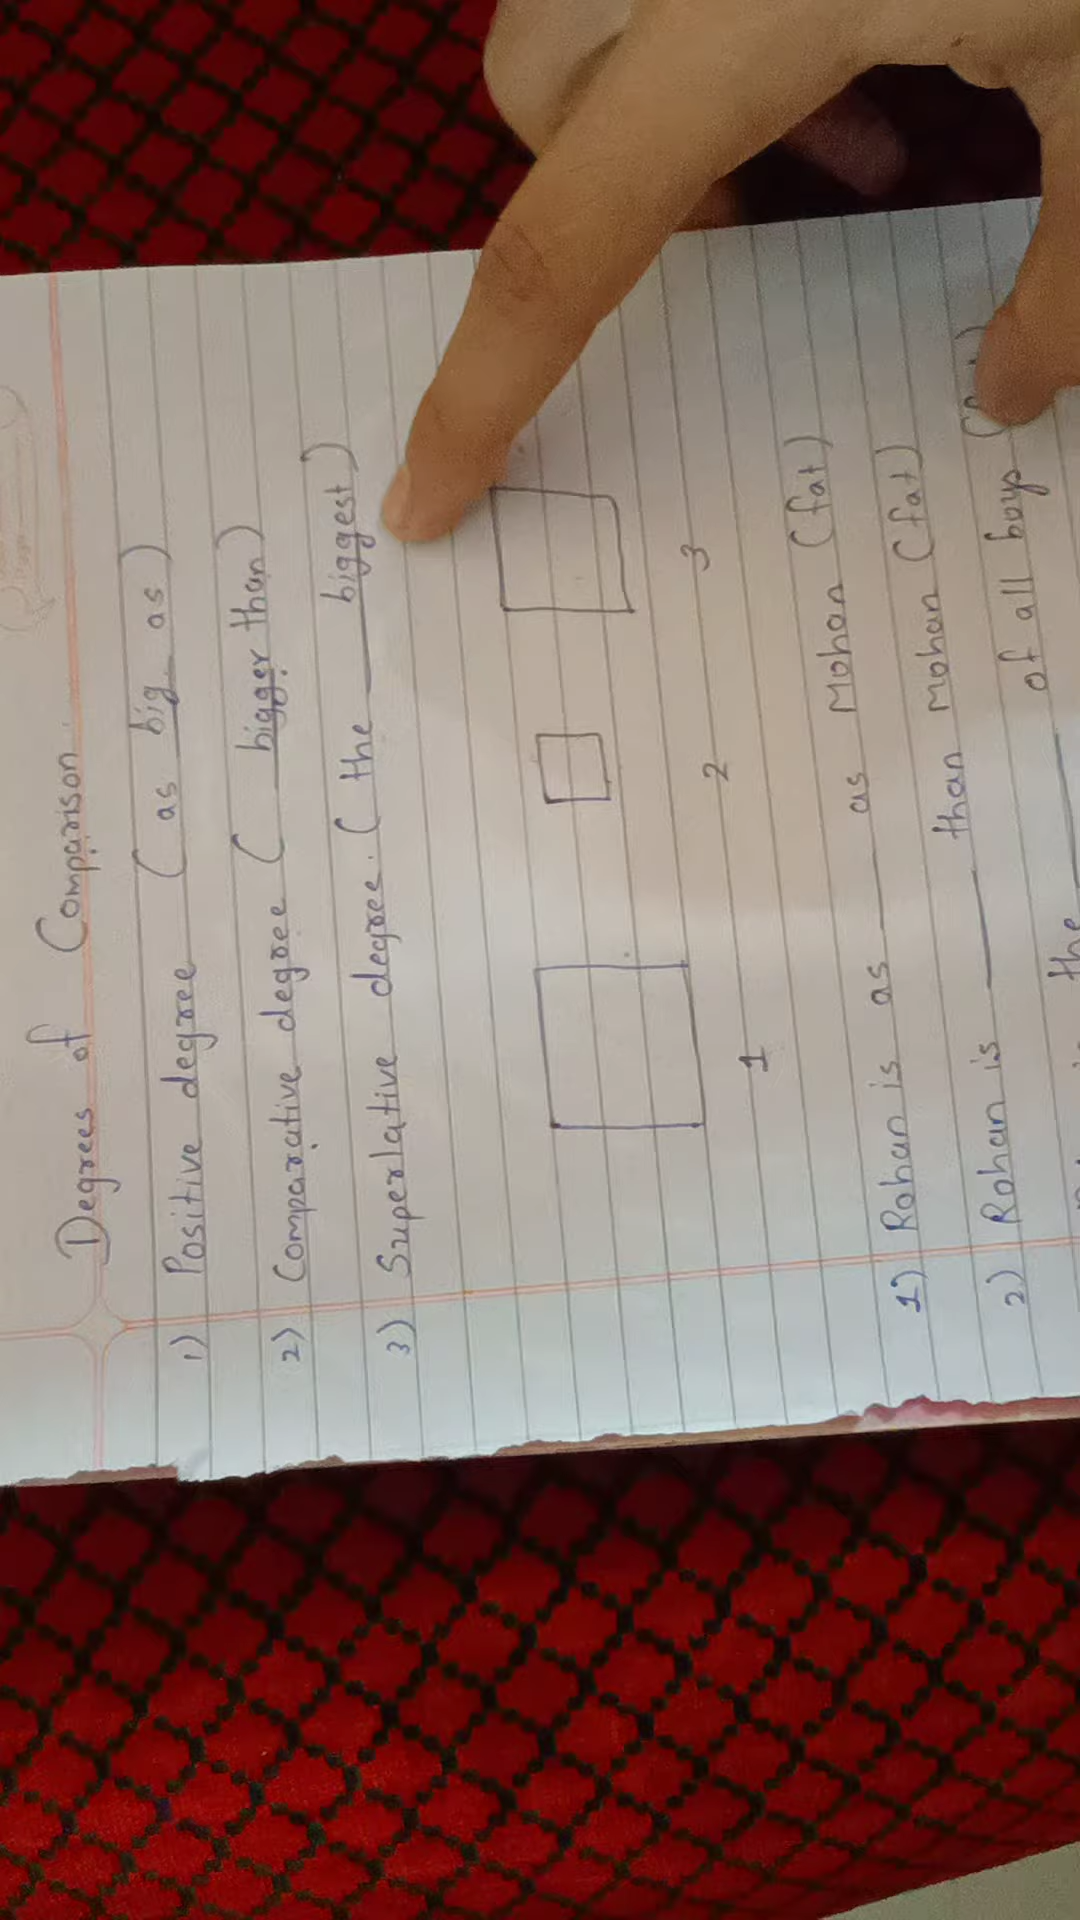 Degrees of Comparison
1) Positive degree ( as big as )
2) Comparative degree ( bigger than )
3) Superlative degree. ( the ____ biggest )
1 2 3
1) Rohan is as ____ as Mohan ( fat )
2) Rohan is ____ than Mohan ( fat )
the ____ of all boys